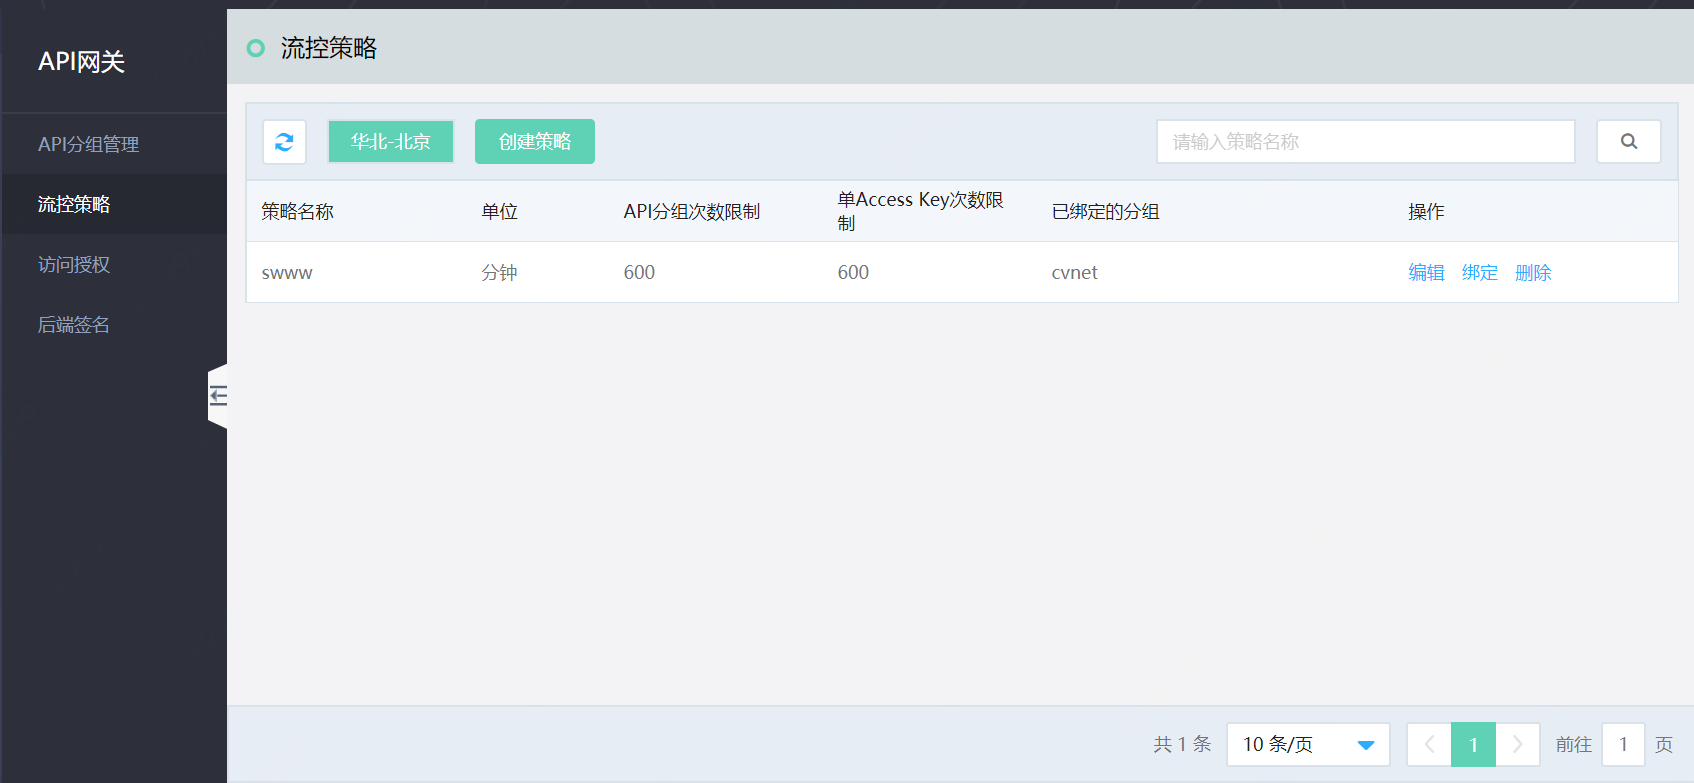 API网关
API分组管理
流控策略
访问授权
后端签名
流控策略
华北-北京
创建策略
请输入策略名称
策略名称
单位
API分组次数限制
单Access Key次数限
制
已绑定的分组
操作
swww
分钟
600
600
cvnet
编辑 绑定 删除
共 1 条
10 条/页
1
前往
1
页